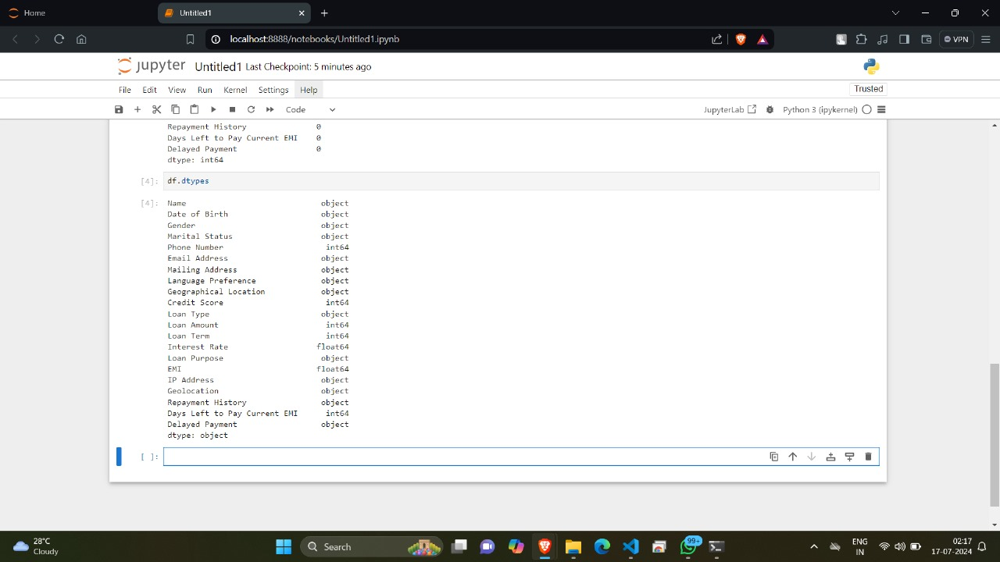 Home
Untitled1
localhost:8888/notebooks/Untitled1.ipynb
VPN
jupyter Untitled1 Last Checkpoint: 5 minutes ago
File Edit View Run Kernel Settings Help
Trusted
Code
JupyterLab
Python 3 (ipykernel)
Repayment History 0
Days Left to Pay Current EMI 0
Delayed Payment 0
dtype: int64
[4]: df.dtypes
[4]: Name object
Date of Birth object
Gender object
Marital Status object
Phone Number int64
Email Address object
Mailing Address object
Language Preference object
Geographical Location object
Credit Score int64
Loan Type object
Loan Amount int64
Loan Term int64
Interest Rate float64
Loan Purpose object
EMI float64
IP Address object
Geolocation object
Repayment History object
Days Left to Pay Current EMI int64
Delayed Payment object
dtype: object
[ ]:
28°C
Cloudy
Search
99+
ENG
IN
02:17
17-07-2024